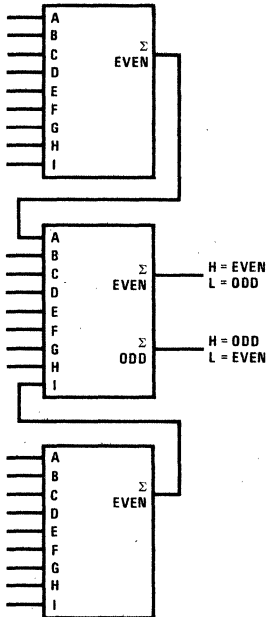 A
B
C
D
E
F
G
H
I
Σ
EVEN
A
B
C
D
E
F
G
H
I
Σ
EVEN
Σ
ODD
H = EVEN
L = ODD
H = ODD
L = EVEN
A
B
C
D
E
F
G
H
I
Σ
EVEN